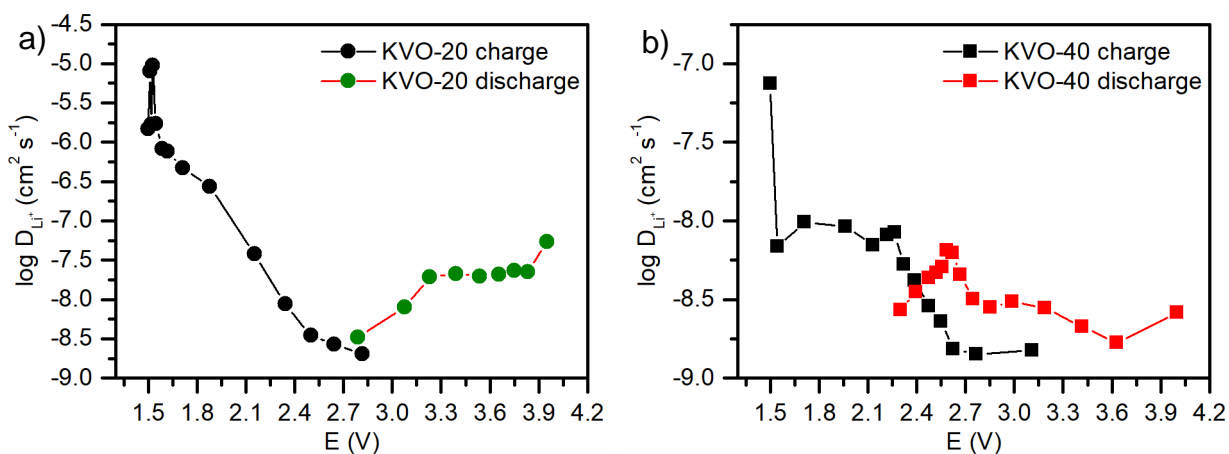 a)
KVO-20 charge
KVO-20 discharge
log D_Li⁺ (cm² s⁻¹)
-4.5
-5.0
-5.5
-6.0
-6.5
-7.0
-7.5
-8.0
-8.5
-9.0
1.5 1.8 2.1 2.4 2.7 3.0 3.3 3.6 3.9 4.2
E (V)
b)
KVO-40 charge
KVO-40 discharge
log D_Li⁺ (cm² s⁻¹)
-7.0
-7.5
-8.0
-8.5
-9.0
1.5 1.8 2.1 2.4 2.7 3.0 3.3 3.6 3.9 4.2
E (V)